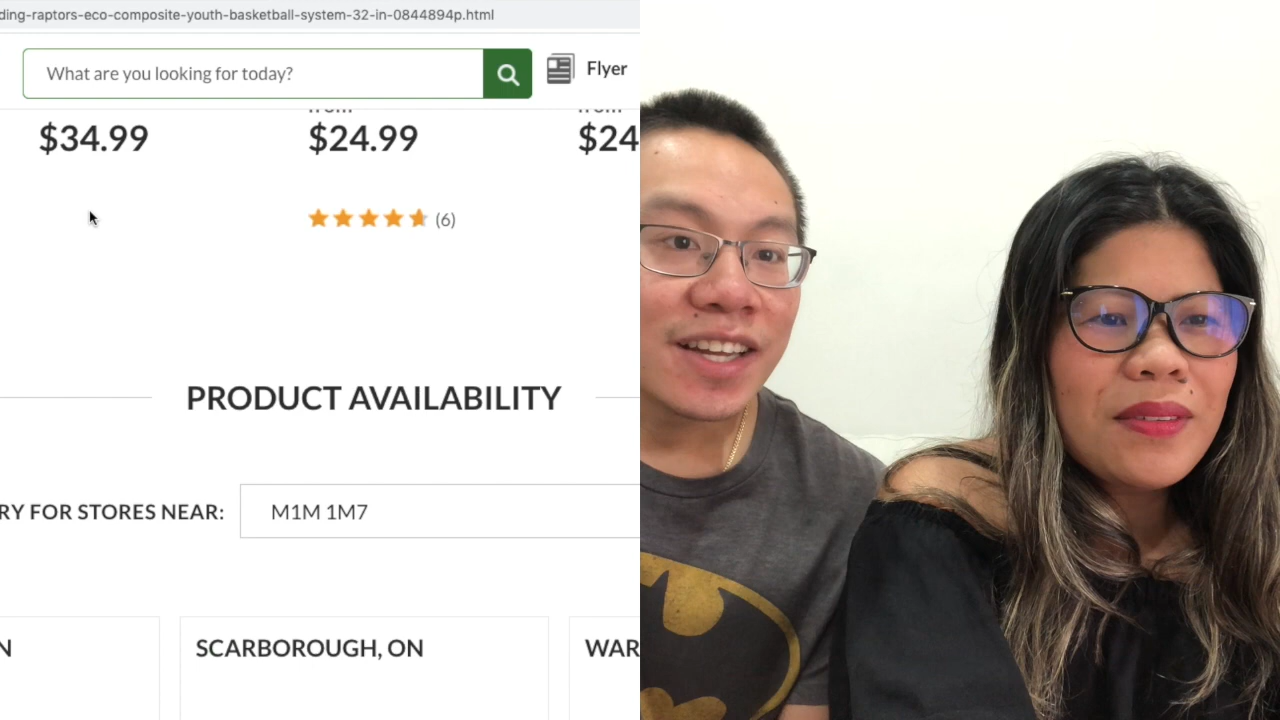 ding-raptors-eco-composite-youth-basketball-system-32-in-0844894p.html
What are you looking for today?
Flyer
$34.99
$24.99
$24
(6)
PRODUCT AVAILABILITY
RY FOR STORES NEAR:
M1M 1M7
N
SCARBOROUGH, ON
WAR